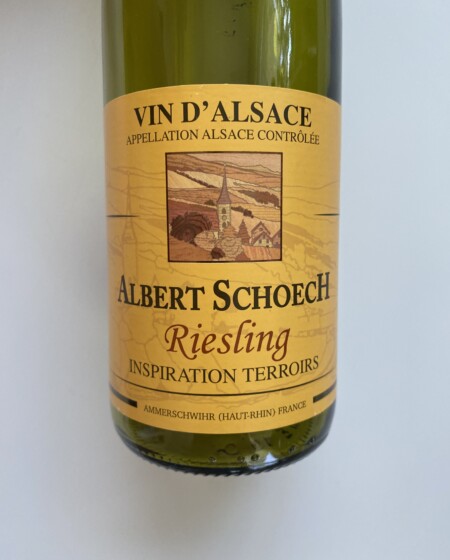 VIN D'ALSACE
APPELLATION ALSACE CONTRÔLÉE
ALBERT SCHOECH
Riesling
INSPIRATION TERROIRS
AMMERSCHWIHR (HAUT-RHIN) FRANCE